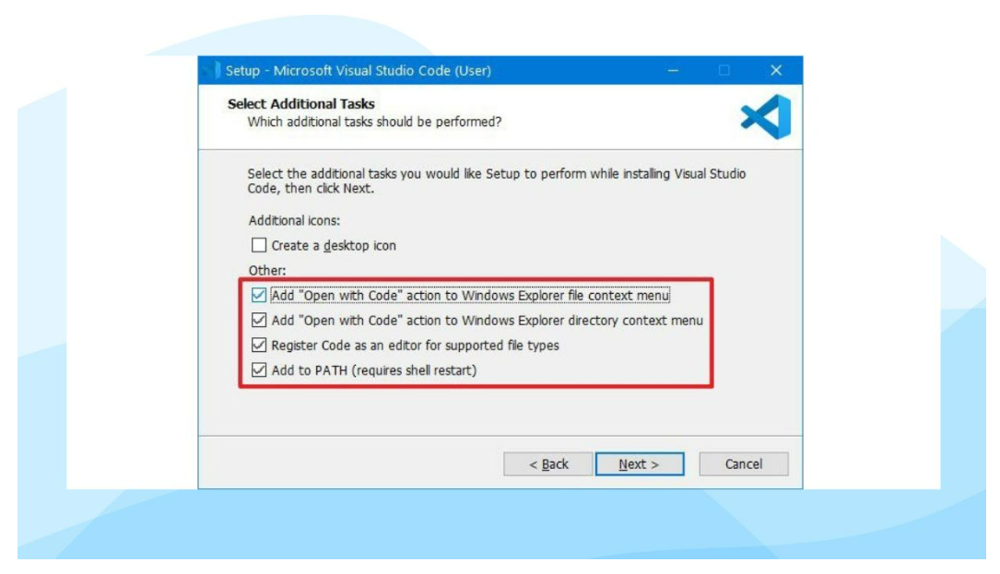 Setup - Microsoft Visual Studio Code (User)
Select Additional Tasks
Which additional tasks should be performed?
Select the additional tasks you would like Setup to perform while installing Visual Studio
Code, then click Next.
Additional icons:
Create a desktop icon
Other:
Add "Open with Code" action to Windows Explorer file context menu
Add "Open with Code" action to Windows Explorer directory context menu
Register Code as an editor for supported file types
Add to PATH (requires shell restart)
< Back Next > Cancel